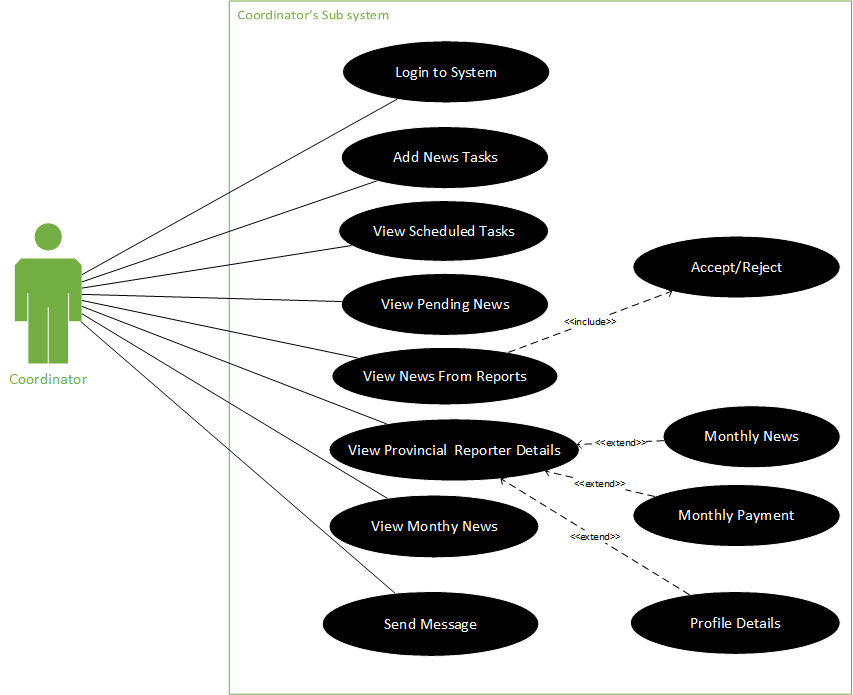 Coordinator's Sub system
Login to System
Add News Tasks
View Scheduled Tasks
Accept/Reject
View Pending News
<<include>>
View News From Reports
Coordinator
Monthly News
<<extend>>
View Provincial Reporter Details
<<extend>>
Monthly Payment
View Monthy News
<<extend>>
Send Message
Profile Details